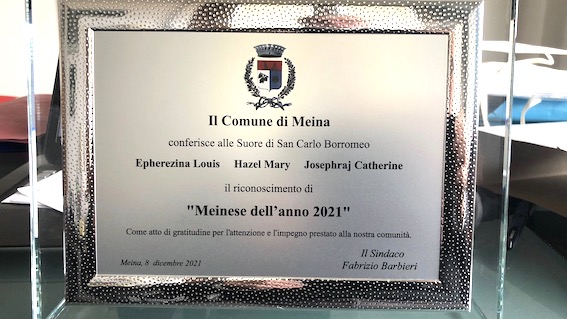 Il Comune di Meina
conferisce alle Suore di San Carlo Borromeo
Epherezina Louis Hazel Mary Josephraj Catherine
il riconoscimento di
"Meinese dell'anno 2021"
Come atto di gratitudine per l'attenzione e l'impegno prestato alla nostra comunità.
Il Sindaco
Meina, 8 dicembre 2021
Fabrizio Barbieri